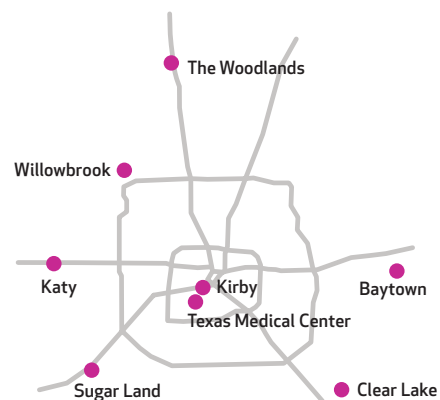 The Woodlands
Willowbrook
Katy
Kirby
Baytown
Texas Medical Center
Sugar Land
Clear Lake